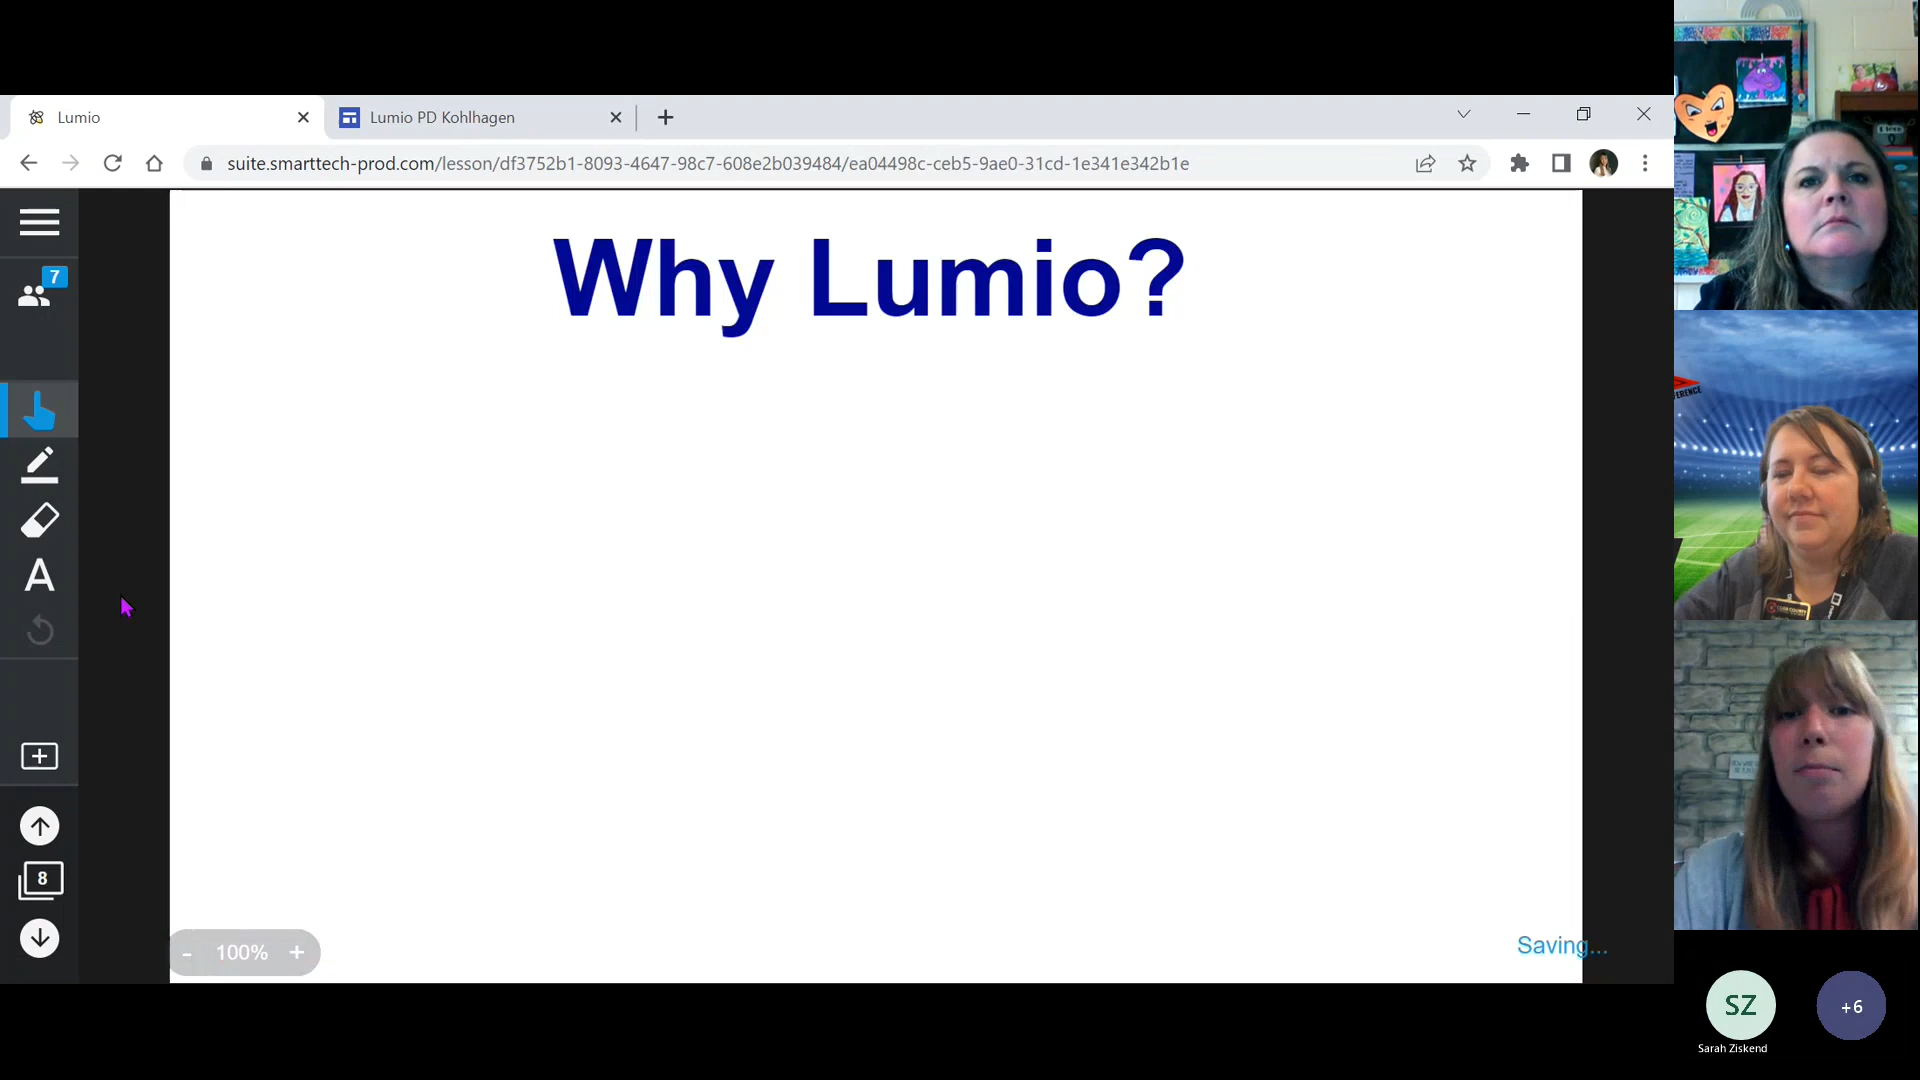 Lumio
Lumio PD Kohlhagen
suite.smarttech-prod.com/lesson/df3752b1-8093-4647-98c7-608e2b039484/ea04498c-ceb5-9ae0-31cd-1e341e342b1e
7
Why Lumio?
A
8
- 100% +
Saving...
SZ
Sarah Ziskend
+6